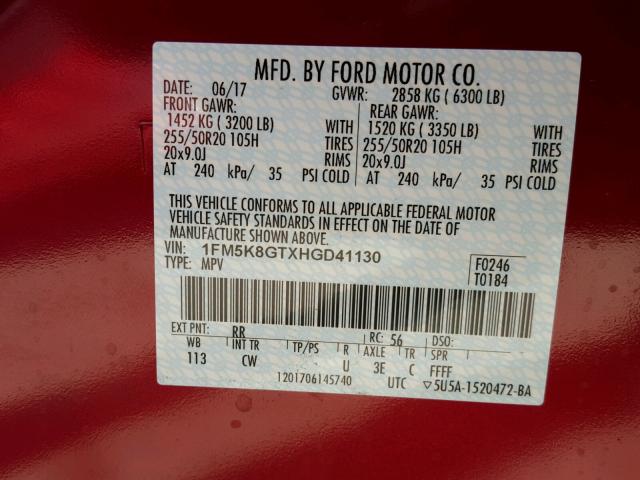 MFD. BY FORD MOTOR CO.
DATE: 06/17 GVWR: 2858 KG ( 6300 LB)
FRONT GAWR: REAR GAWR:
1452 KG ( 3200 LB) WITH 1520 KG ( 3350 LB) WITH
255/50R20 105H TIRES 255/50R20 105H TIRES
20x9.0J RIMS 20x9.0J RIMS
AT 240 kPa/ 35 PSI COLD AT 240 kPa/ 35 PSI COLD
THIS VEHICLE CONFORMS TO ALL APPLICABLE FEDERAL MOTOR
VEHICLE SAFETY STANDARDS IN EFFECT ON THE DATE OF
MANUFACTURE SHOWN ABOVE.
VIN: 1FM5K8GTXHGD41130 F0246
TYPE: MPV T0184
EXT PNT: RR RC: 56 DSO:
WB INT TR TP/PS R AXLE TR SPR
113 CW U 3E C FFFF
1201706145740 UTC ▽5U5A-1520472-BA